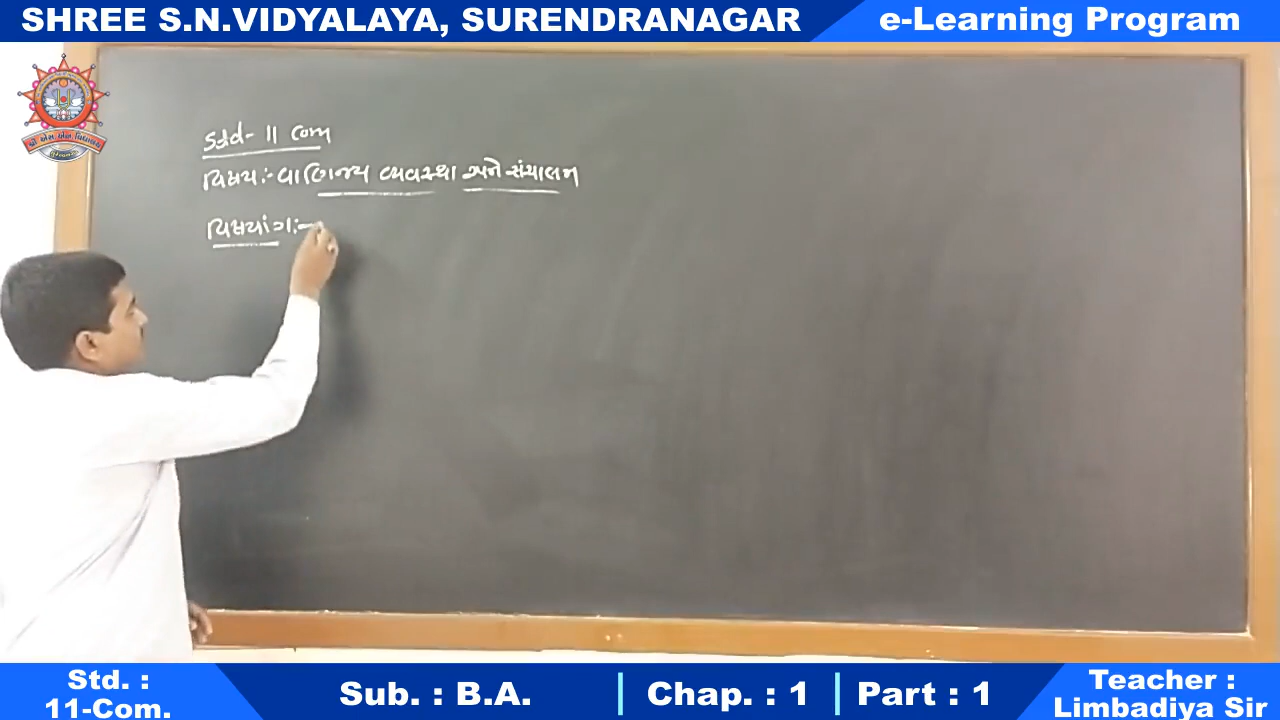 SHREE S.N.VIDYALAYA, SURENDRANAGAR
e-Learning Program
Std- 11 com
વિષય:- વાણિજ્ય વ્યવસ્થા અને સંચાલન
વિષયાંગ:-
Std. :
11-Com.
Sub. : B.A.
Chap. : 1
Part : 1
Teacher :
Limbadiya Sir